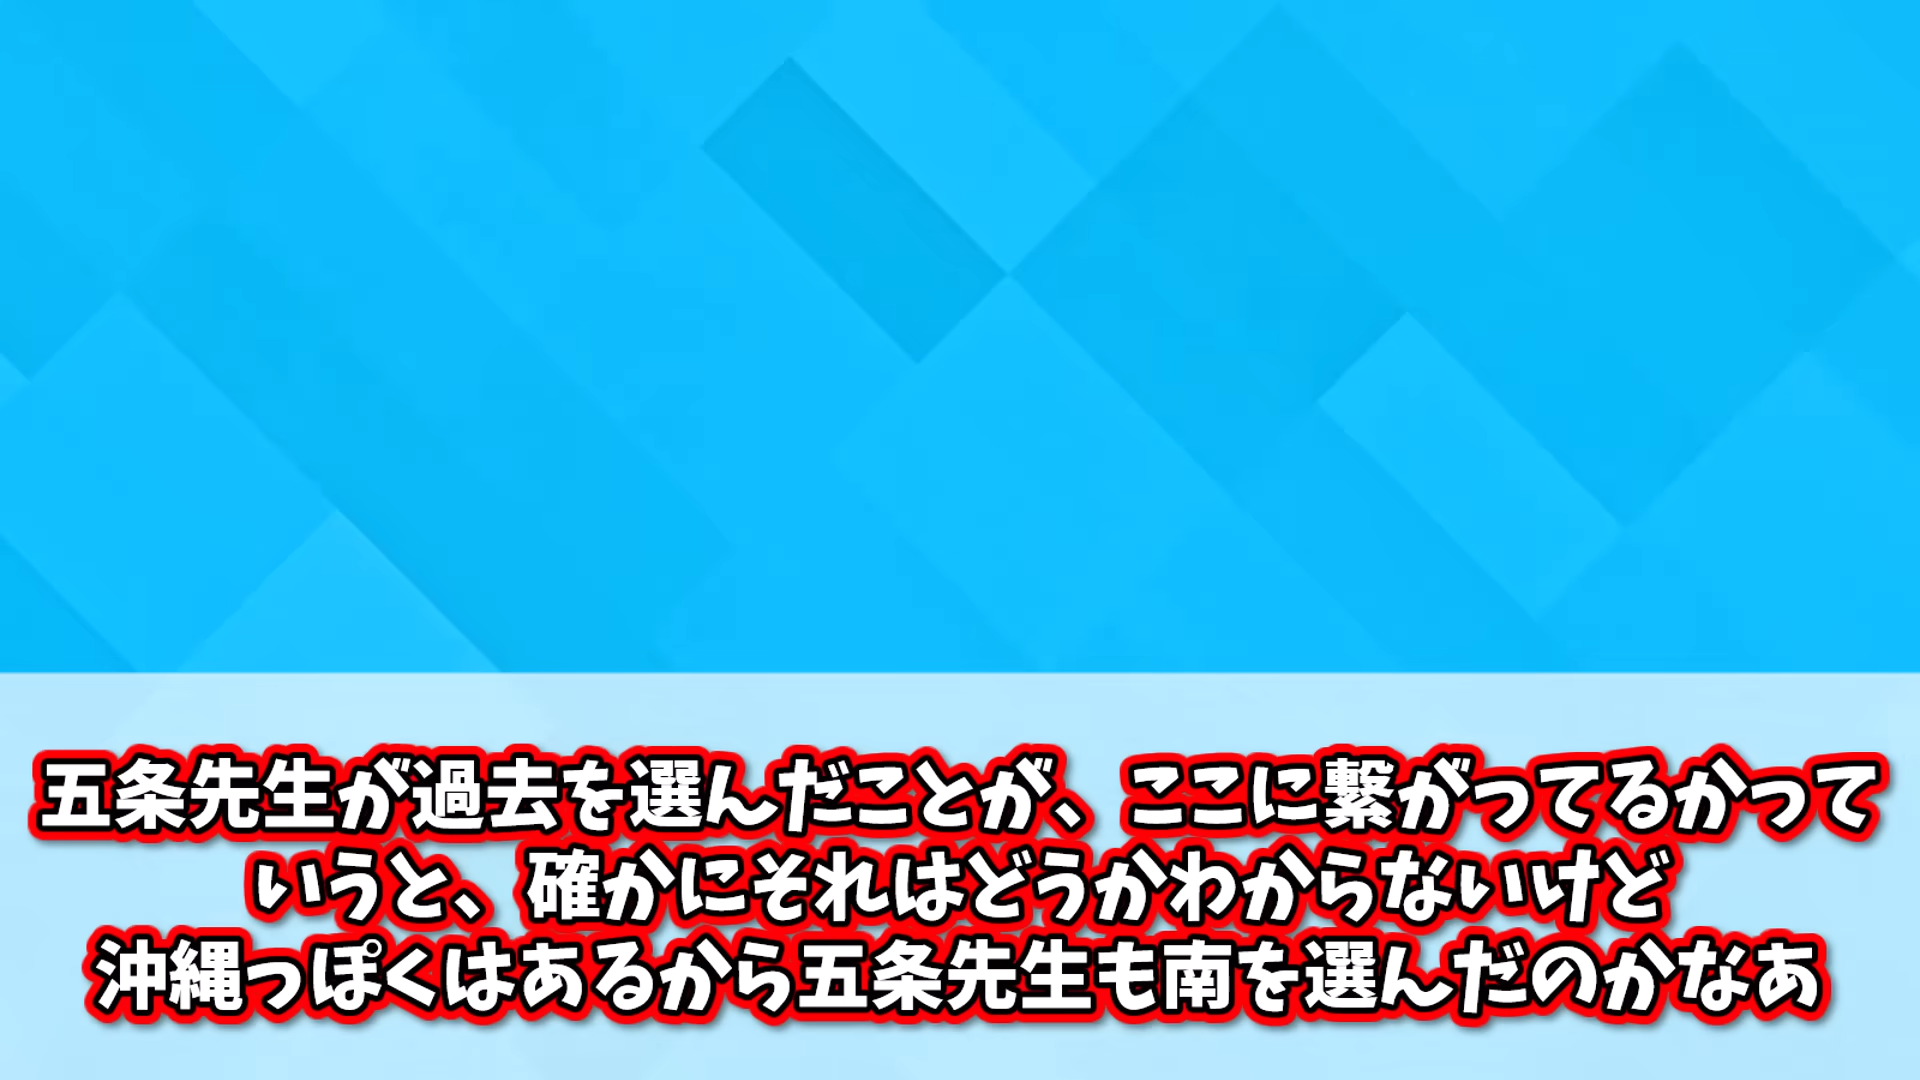 五条先生が過去を選んだことが、ここに繋がってるかって
いうと、確かにそれはどうかわからないけど
沖縄っぽくはあるから五条先生も南を選んだのかなあ